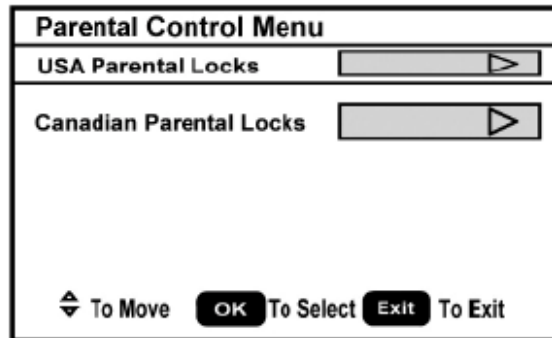 Parental Control Menu
USA Parental Locks
Canadian Parental Locks
To Move OK To Select Exit To Exit